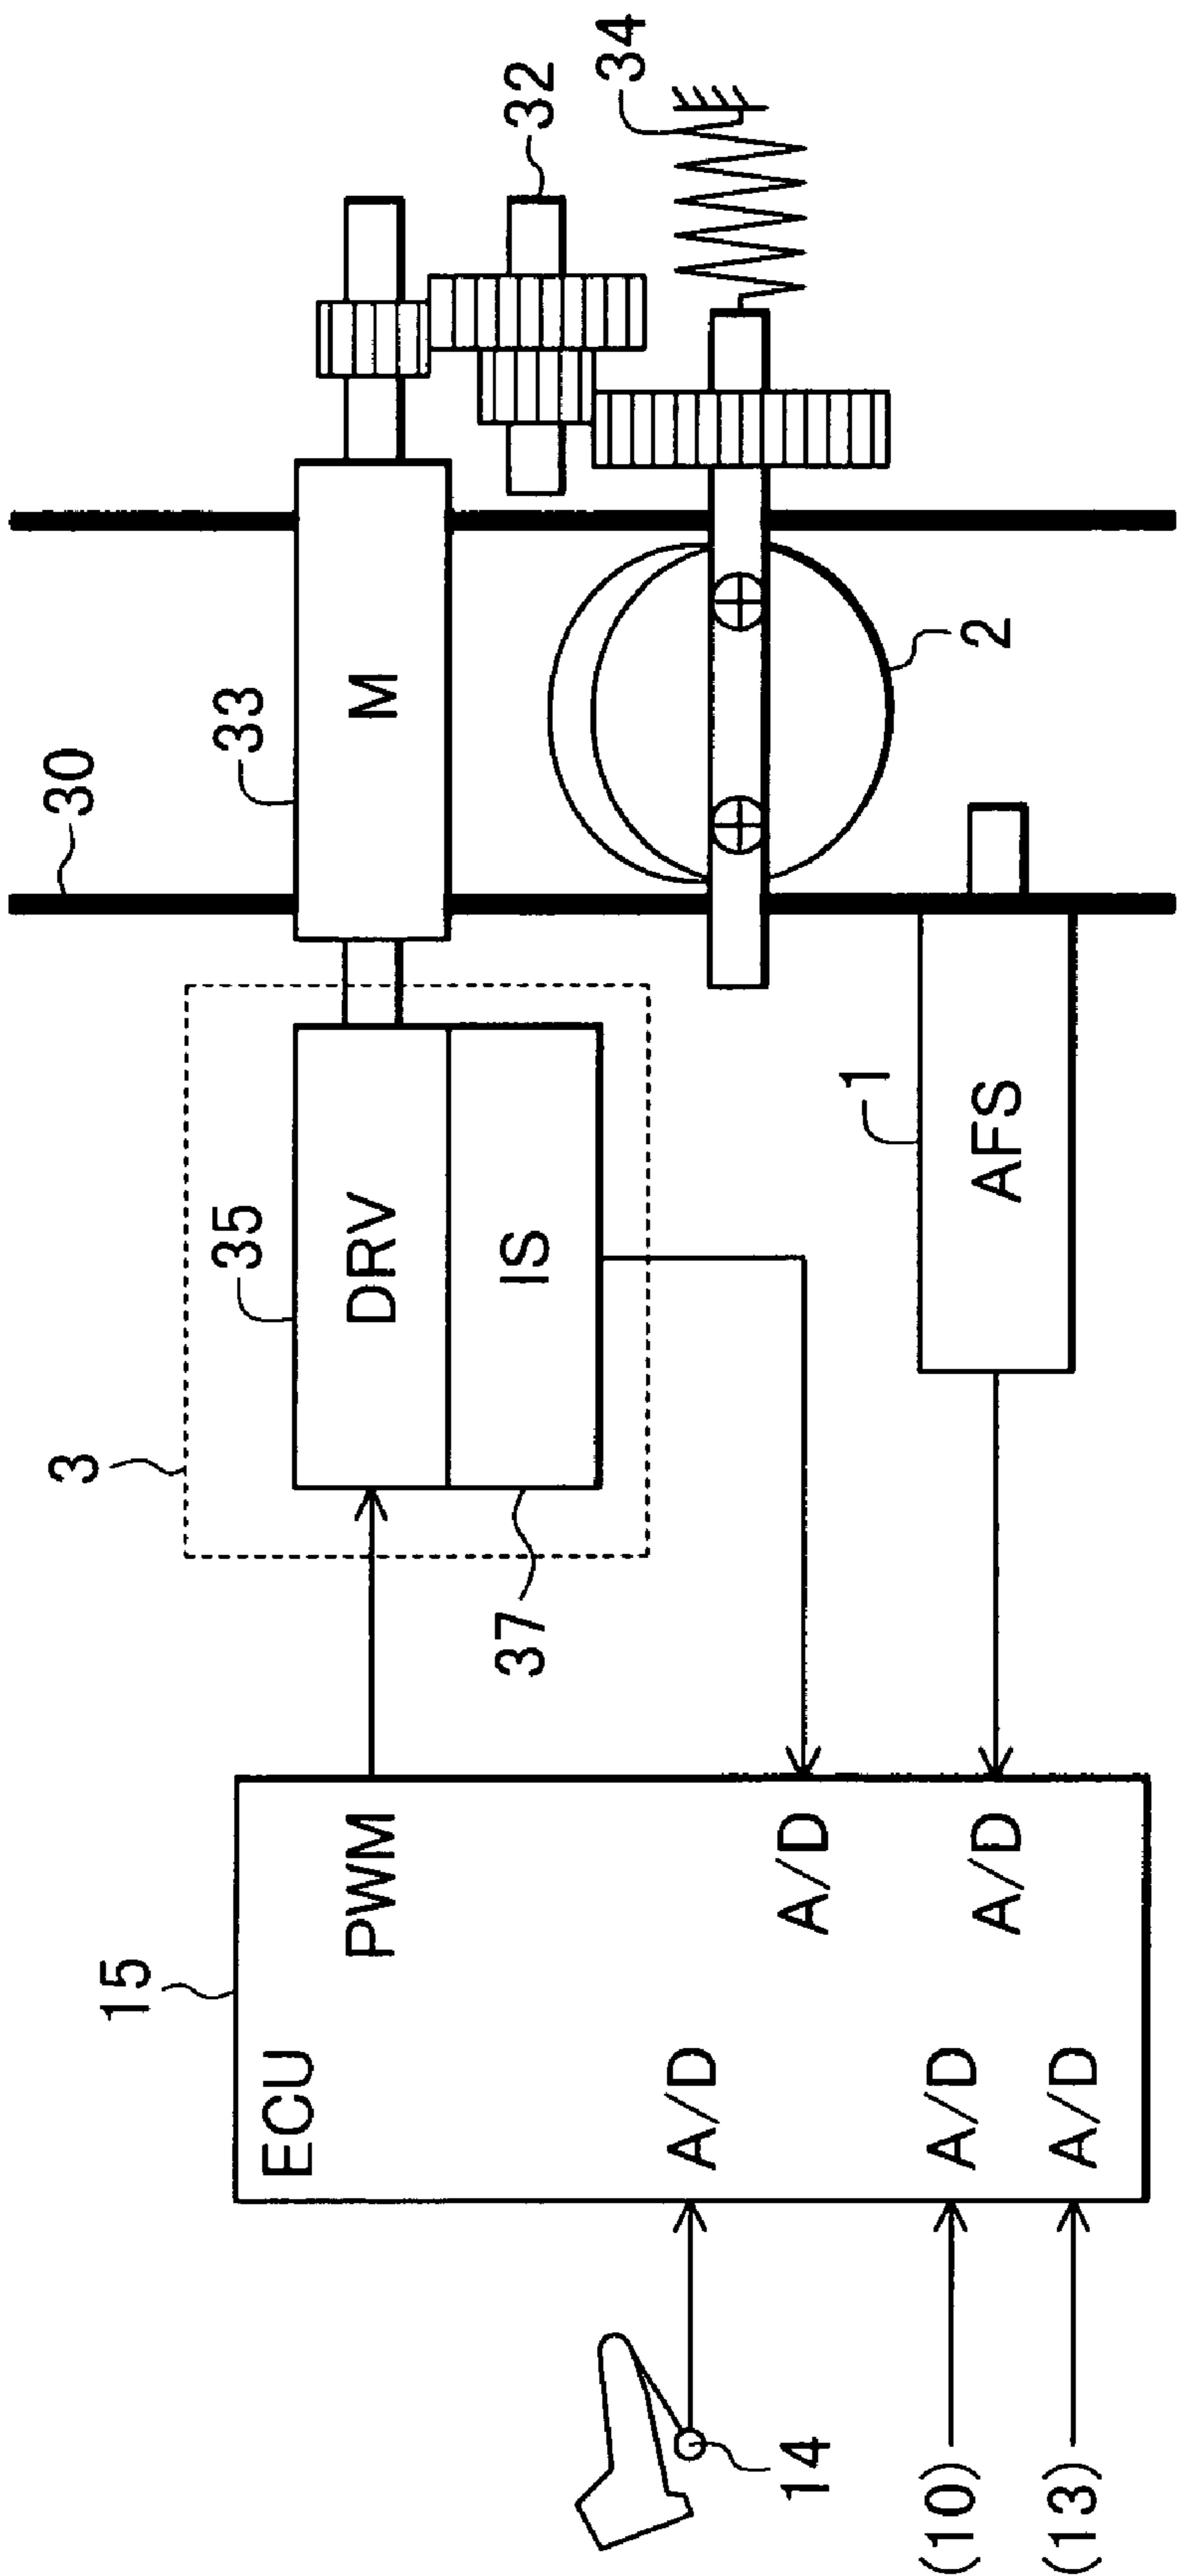 30
33
M
32
34
2
3
35
DRV
IS
37
1
AFS
15
ECU
PWM
A/D
A/D
A/D
A/D
A/D
14
(10)
(13)